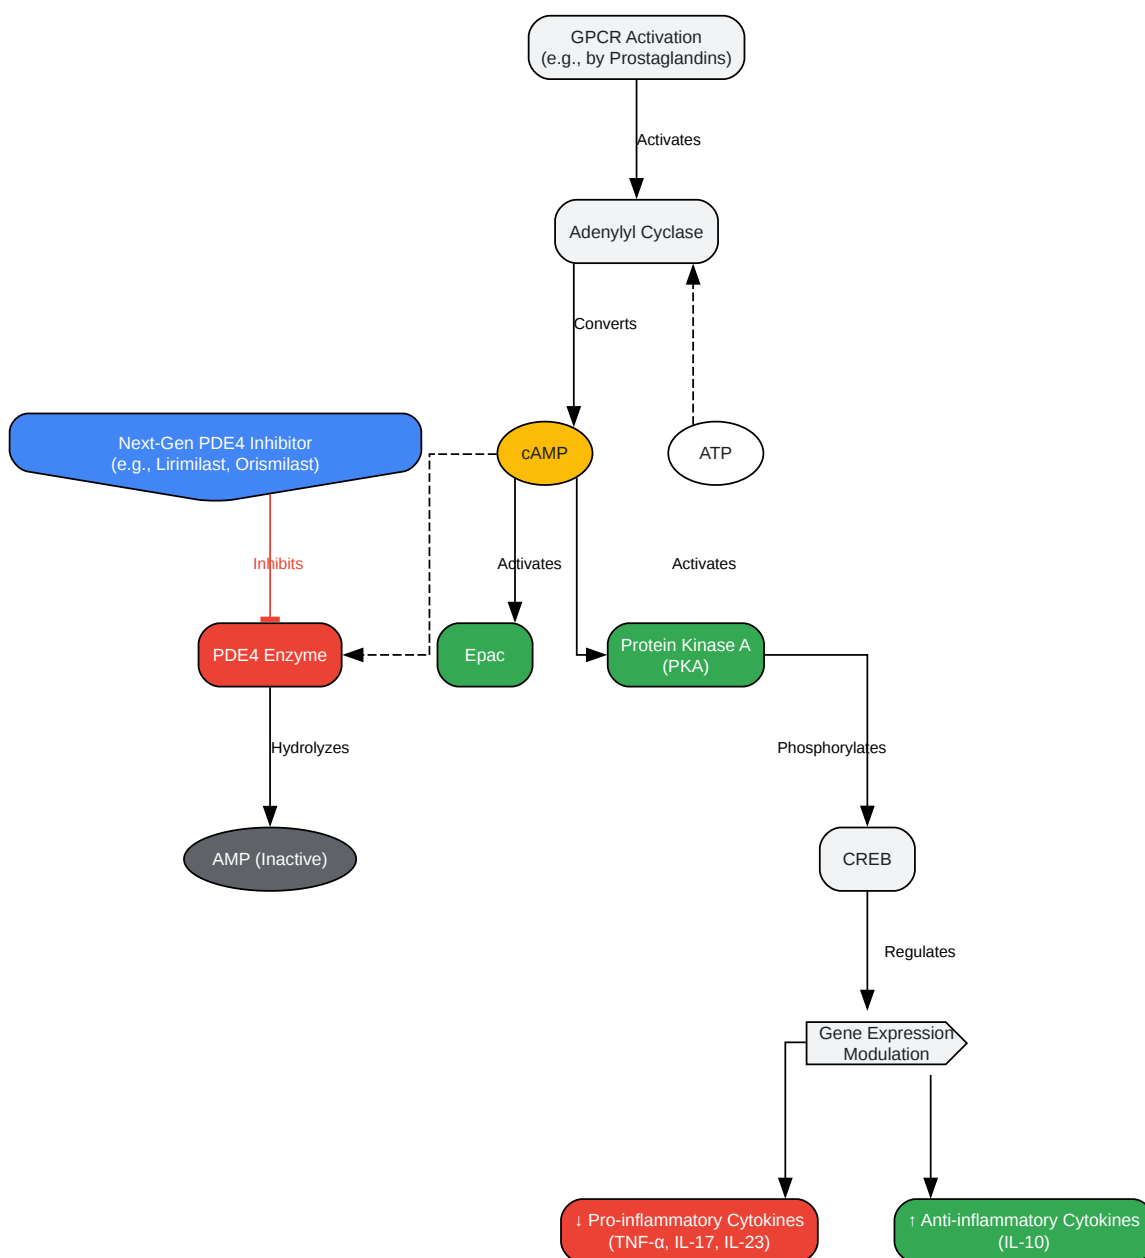 GPCR Activation
(e.g., by Prostaglandins)
Activates
Adenylyl Cyclase
Converts
Next-Gen PDE4 Inhibitor
(e.g., Lirimilast, Orismilast)
cAMP
ATP
Inhibits
Activates
Activates
PDE4 Enzyme
Epac
Protein Kinase A
(PKA)
Hydrolyzes
Phosphorylates
AMP (Inactive)
CREB
Regulates
Gene Expression
Modulation
↓ Pro-inflammatory Cytokines
(TNF-α, IL-17, IL-23)
↑ Anti-inflammatory Cytokines
(IL-10)